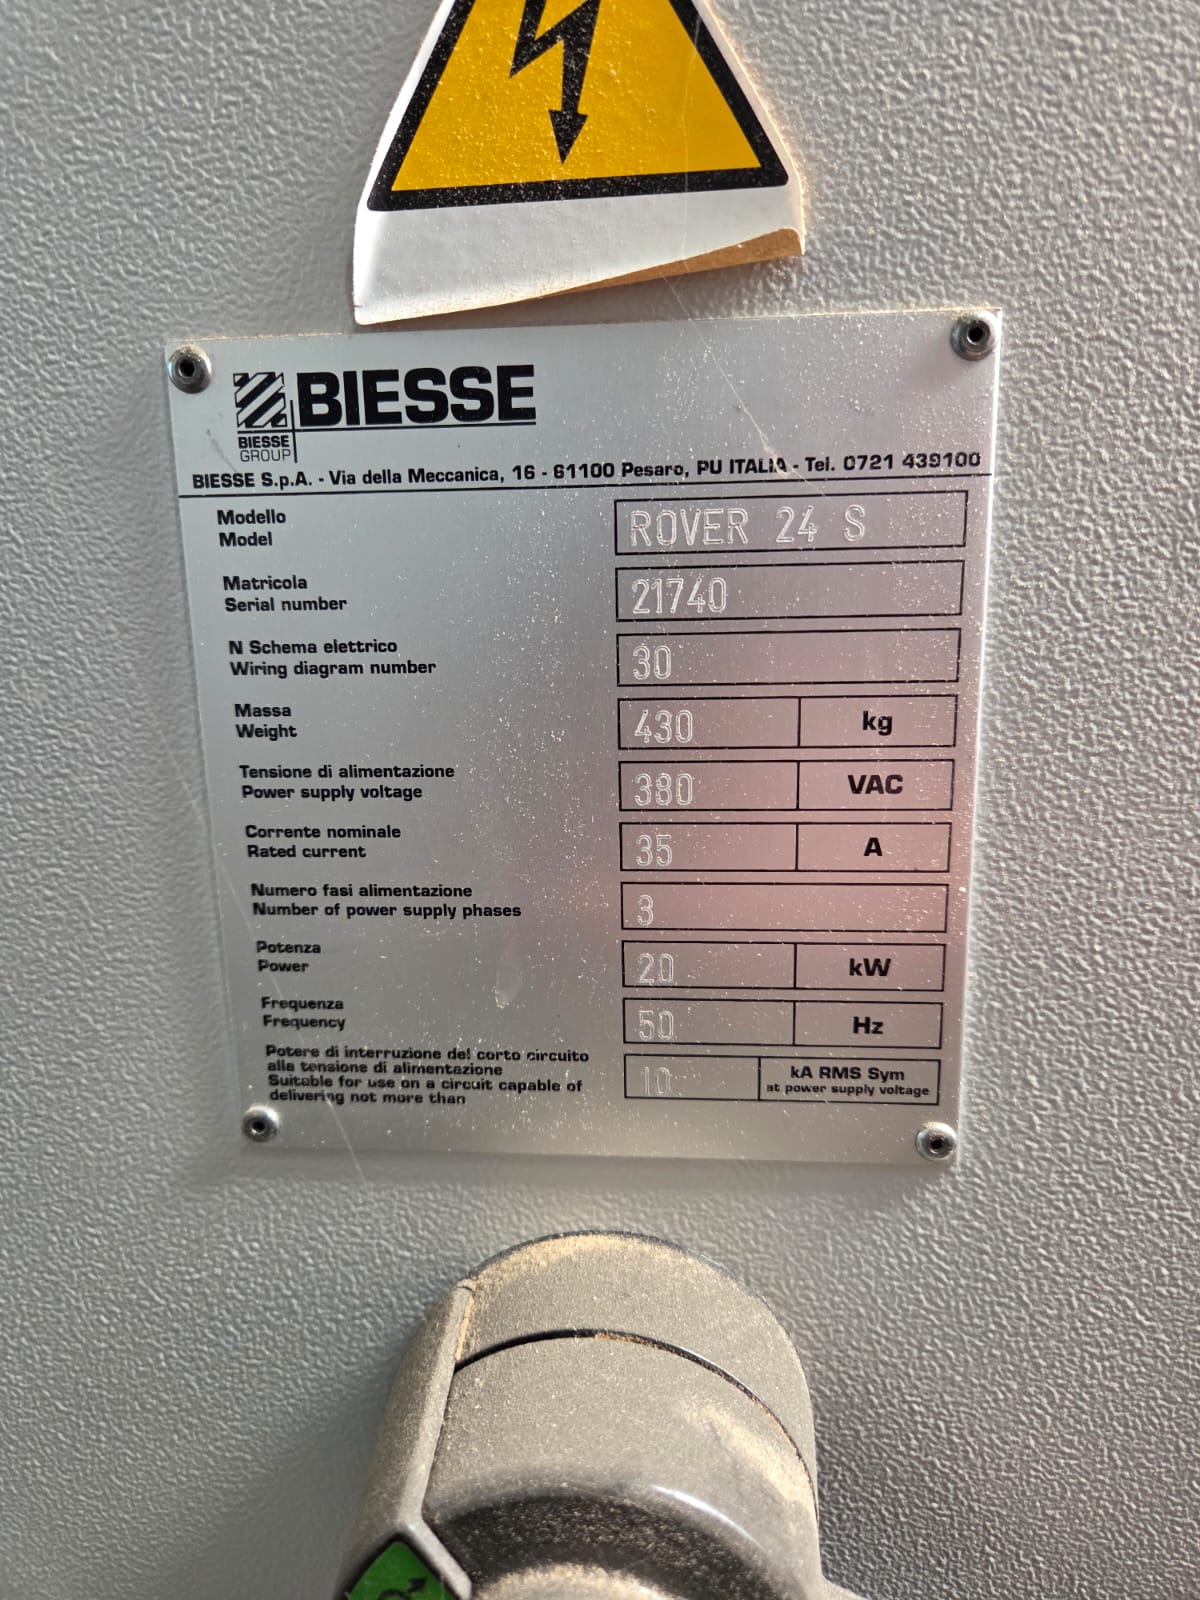 BIESSE
BIESSE
GROUP
BIESSE S.p.A. - Via della Meccanica, 16 - 61100 Pesaro, PU ITALIA - Tel. 0721 439100
Modello
Model
ROVER 24 S
Matricola
Serial number
21740
N Schema elettrico
Wiring diagram number
30
Massa
Weight
430 kg
Tensione di alimentazione
Power supply voltage
380 VAC
Corrente nominale
Rated current
35 A
Numero fasi alimentazione
Number of power supply phases
3
Potenza
Power
20 kW
Frequenza
Frequency
50 Hz
Potere di interruzione del corto circuito
alla tensione di alimentazione
Suitable for use on a circuit capable of
delivering not more than
10 kA RMS Sym
at power supply voltage